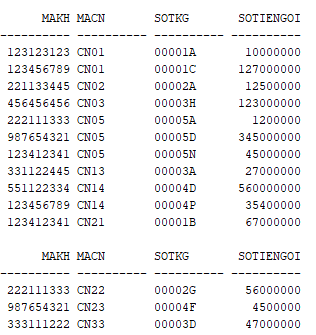 MAKH MACN SOTKG SOTIENGOI
---------- ---------- ---------- ----------
123123123 CN01 00001A 10000000
123456789 CN01 00001C 127000000
221133445 CN02 00002A 12500000
456456456 CN03 00003H 123000000
222111333 CN05 00005A 1200000
987654321 CN05 00005D 345000000
123412341 CN05 00005N 45000000
331122445 CN13 00003A 27000000
551122334 CN14 00004D 560000000
123456789 CN14 00004P 35400000
123412341 CN21 00001B 67000000
MAKH MACN SOTKG SOTIENGOI
---------- ---------- ---------- ----------
222111333 CN22 00002G 56000000
987654321 CN23 00004F 4500000
333111222 CN33 00003D 47000000